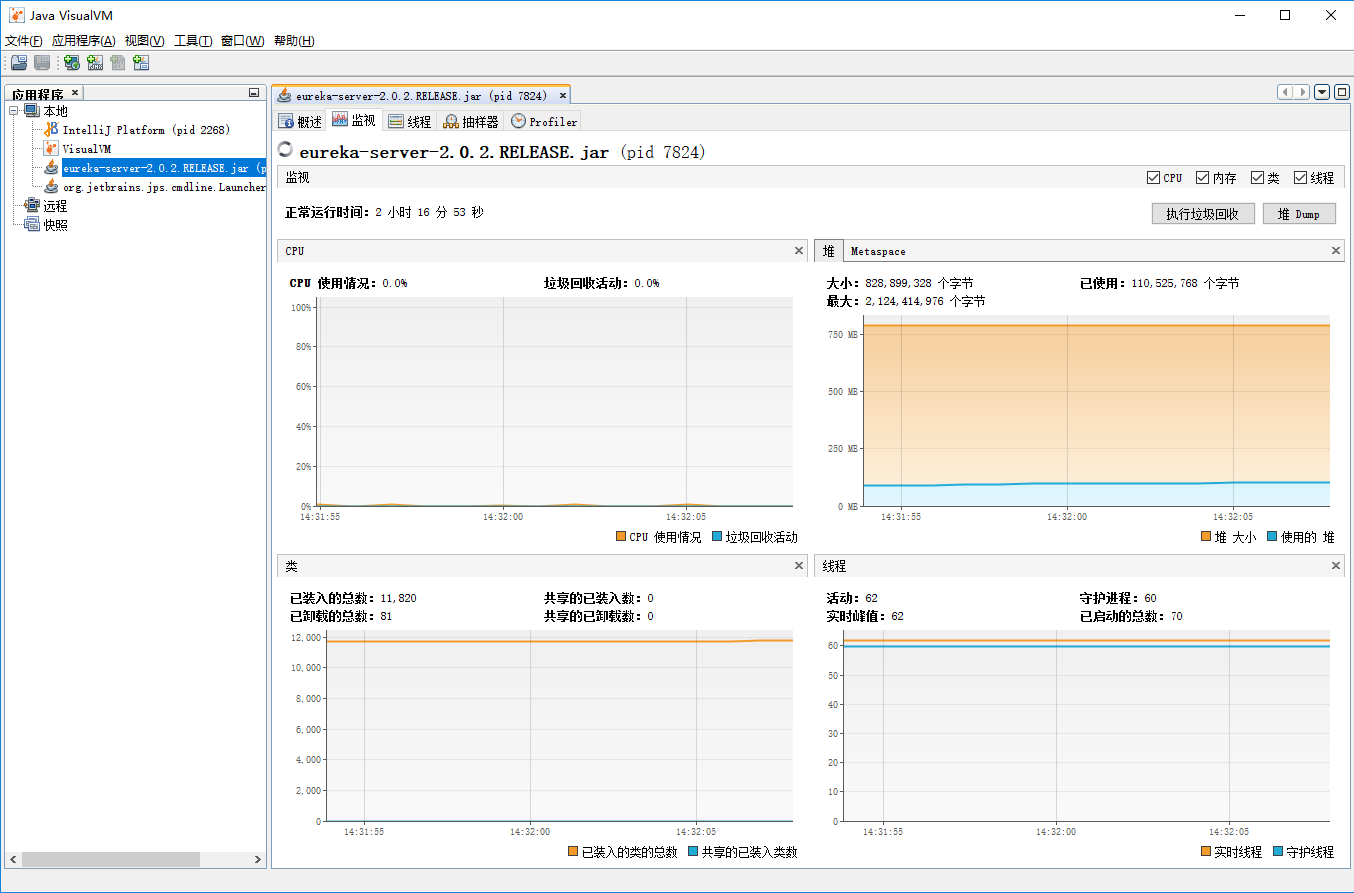 Java VisualVM
文件(F) 应用程序(A) 视图(V) 工具(T) 窗口(W) 帮助(H)
应用程序
本地
IntelliJ Platform (pid 2268)
VisualVM
eureka-server-2.0.2.RELEASE.jar (p
org.jetbrains.jps.cmdline.Launcher
远程
快照
eureka-server-2.0.2.RELEASE.jar (pid 7824)
概述 监视 线程 抽样器 Profiler
eureka-server-2.0.2.RELEASE.jar (pid 7824)
监视 CPU 内存 类 线程
正常运行时间: 2 小时 16 分 53 秒 执行垃圾回收 堆 Dump
CPU
CPU 使用情况: 0.0% 垃圾回收活动: 0.0%
100%
80%
60%
40%
20%
0%
14:31:55 14:32:00 14:32:05
CPU 使用情况 垃圾回收活动
堆 Metaspace
大小: 828,899,328 个字节 已使用: 110,525,768 个字节
最大: 2,124,414,976 个字节
750 MB
500 MB
250 MB
0 MB
14:31:55 14:32:00 14:32:05
堆 大小 使用的 堆
类
已装入的总数: 11,820 共享的已装入数: 0
已卸载的总数: 81 共享的已卸载数: 0
12,000
10,000
8,000
6,000
4,000
2,000
0
14:31:55 14:32:00 14:32:05
已装入的类的总数 共享的已装入类数
线程
活动: 62 守护进程: 60
实时峰值: 62 已启动的总数: 70
60
50
40
30
20
10
0
14:31:55 14:32:00 14:32:05
实时线程 守护线程